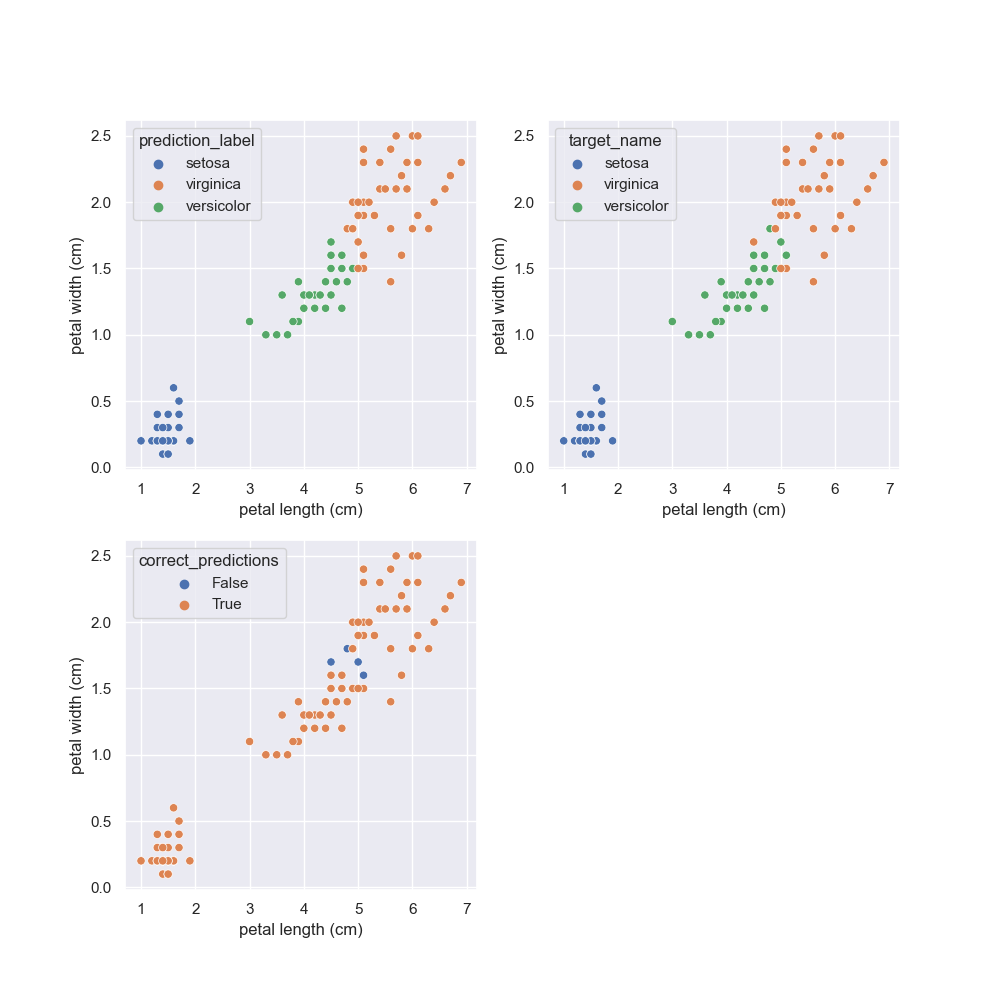 prediction_label
setosa
virginica
versicolor
2.5
2.0
1.5
1.0
0.5
0.0
petal width (cm)
1 2 3 4 5 6 7
petal length (cm)
target_name
setosa
virginica
versicolor
2.5
2.0
1.5
1.0
0.5
0.0
petal width (cm)
1 2 3 4 5 6 7
petal length (cm)
correct_predictions
False
True
2.5
2.0
1.5
1.0
0.5
0.0
petal width (cm)
1 2 3 4 5 6 7
petal length (cm)